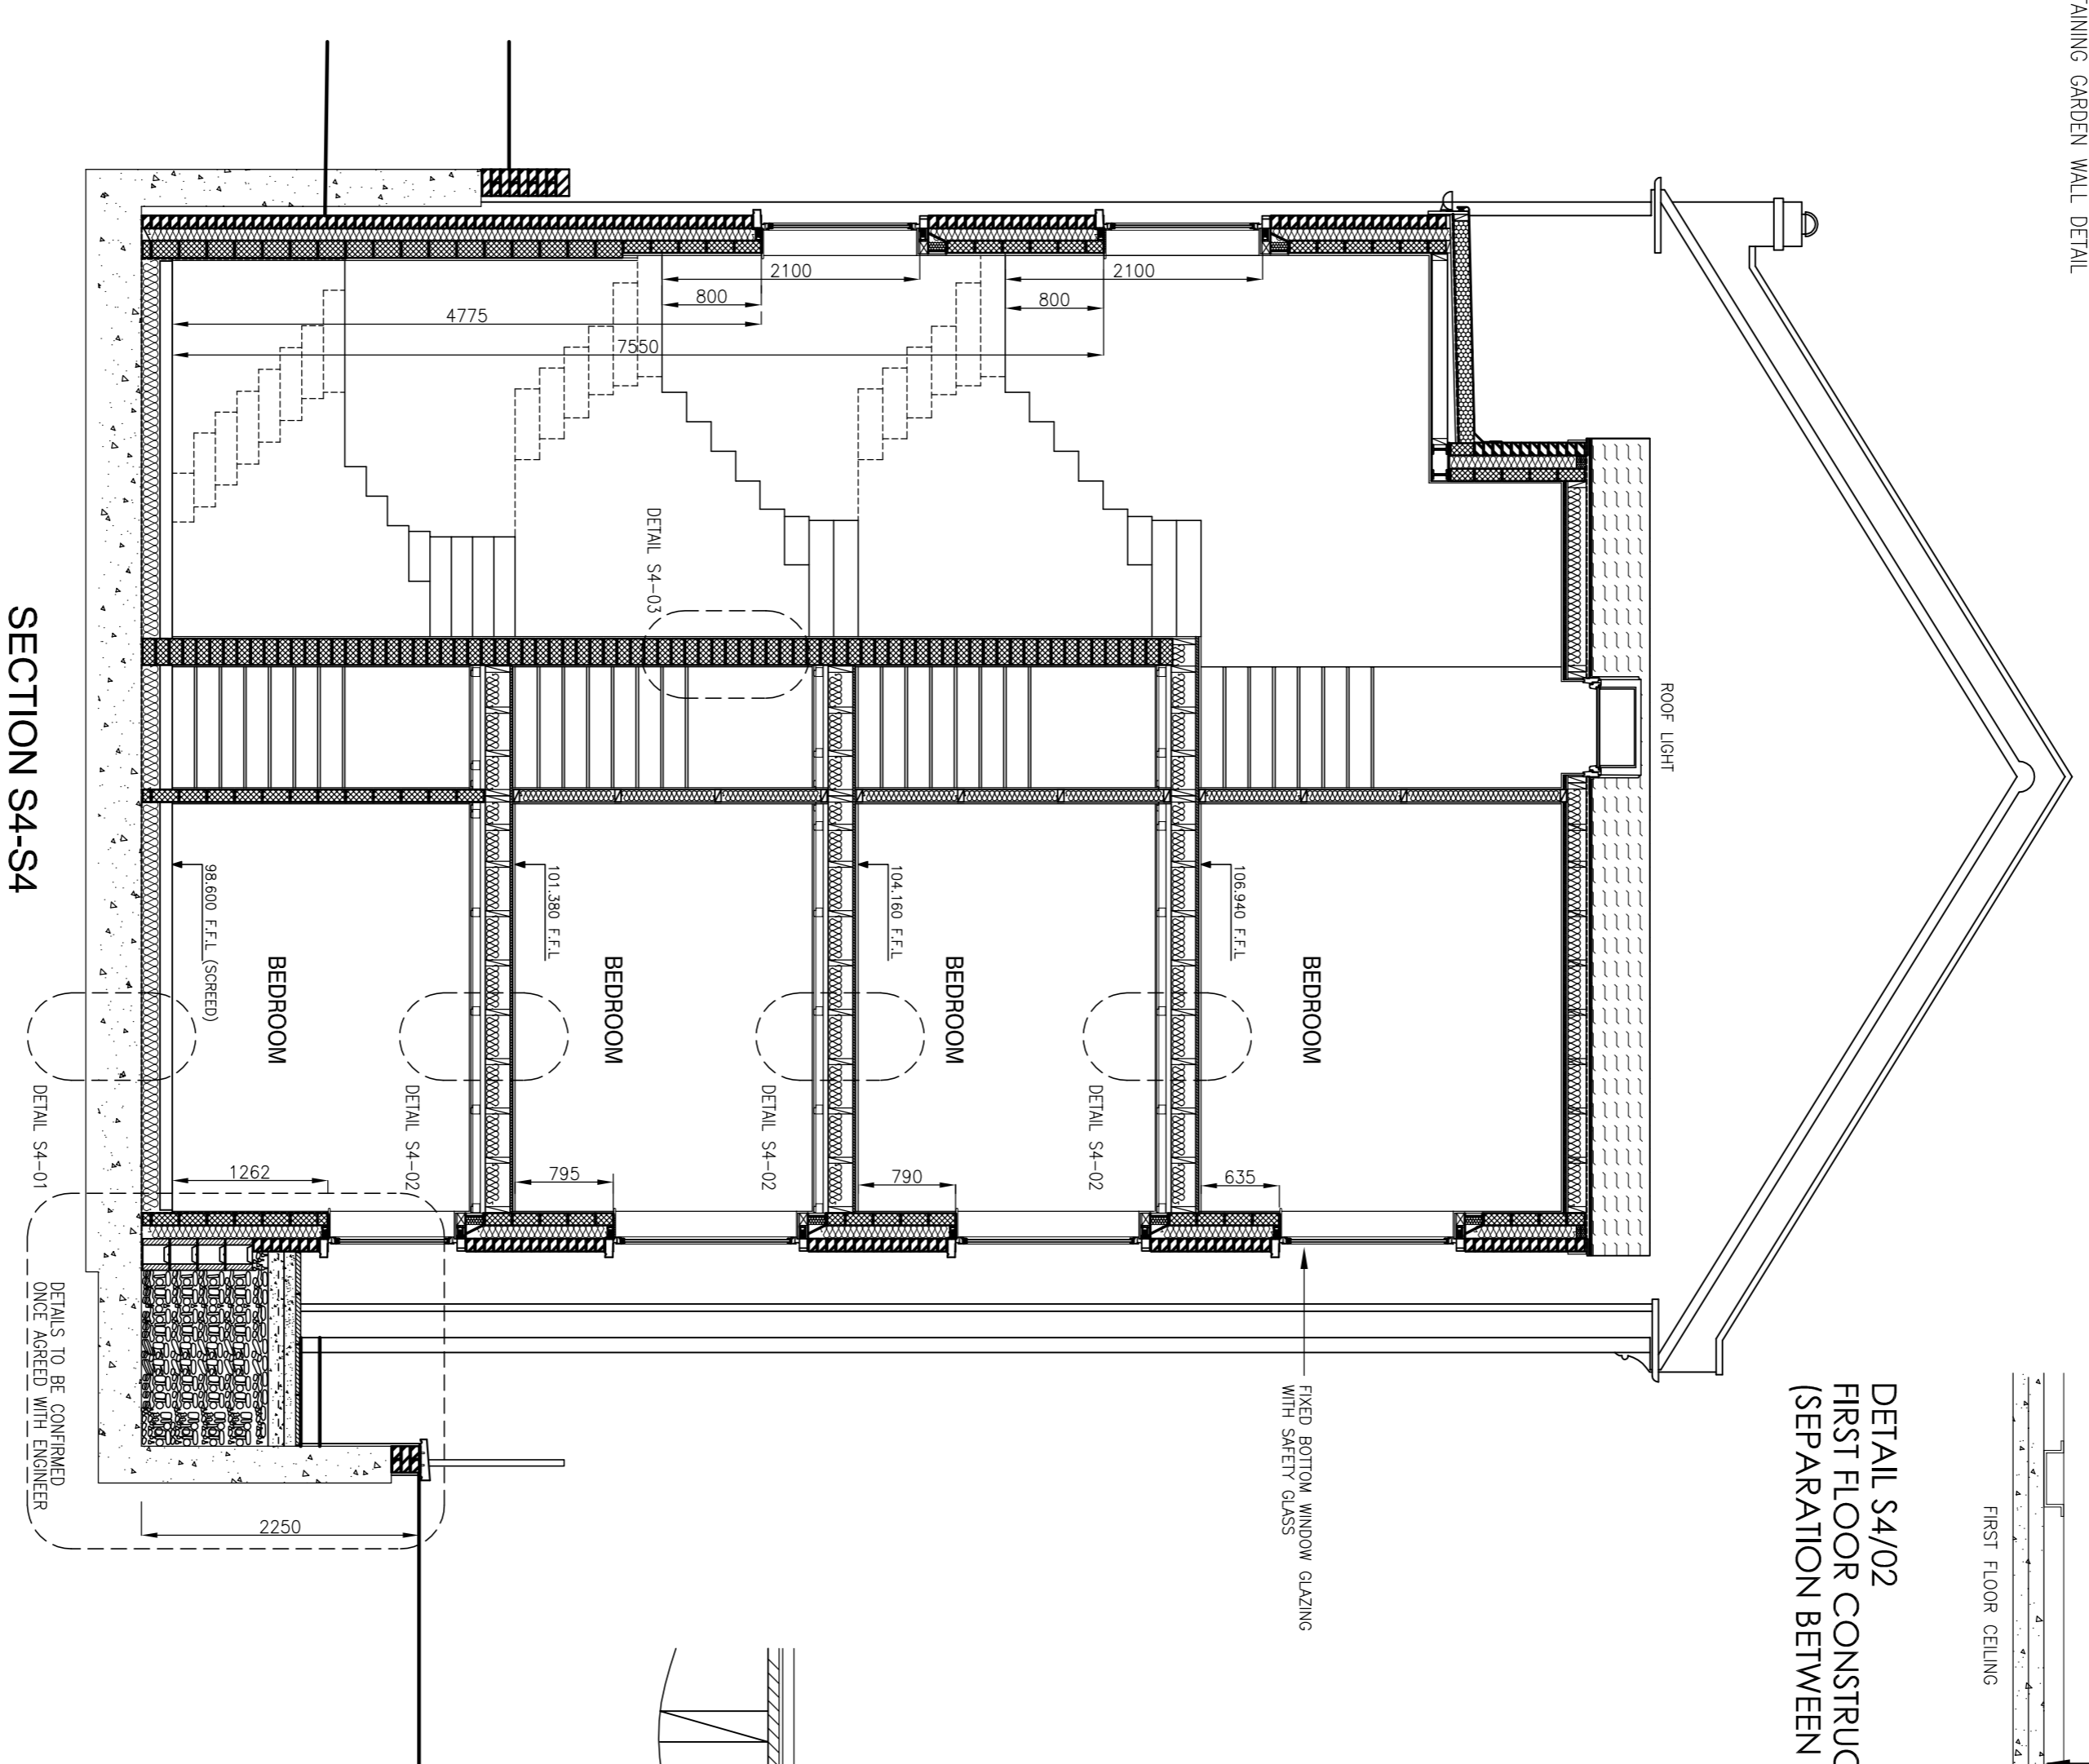 TAINING GARDEN WALL DETAIL
ROOF LIGHT
2100
2100
800
800
4775
7550
DETAIL S4-03
106.940 F.F.L
104.160 F.F.L
101.380 F.F.L
98.600 F.F.L (SCREED)
BEDROOM
BEDROOM
BEDROOM
BEDROOM
DETAIL S4-02
DETAIL S4-02
DETAIL S4-02
DETAIL S4-01
635
790
795
1262
FIXED BOTTOM WINDOW GLAZING
WITH SAFETY GLASS
DETAILS TO BE CONFIRMED
ONCE AGREED WITH ENGINEER
2250
SECTION S4-S4
FIRST FLOOR CEILING
DETAIL S4/02
FIRST FLOOR CONSTRUC
(SEPARATION BETWEEN